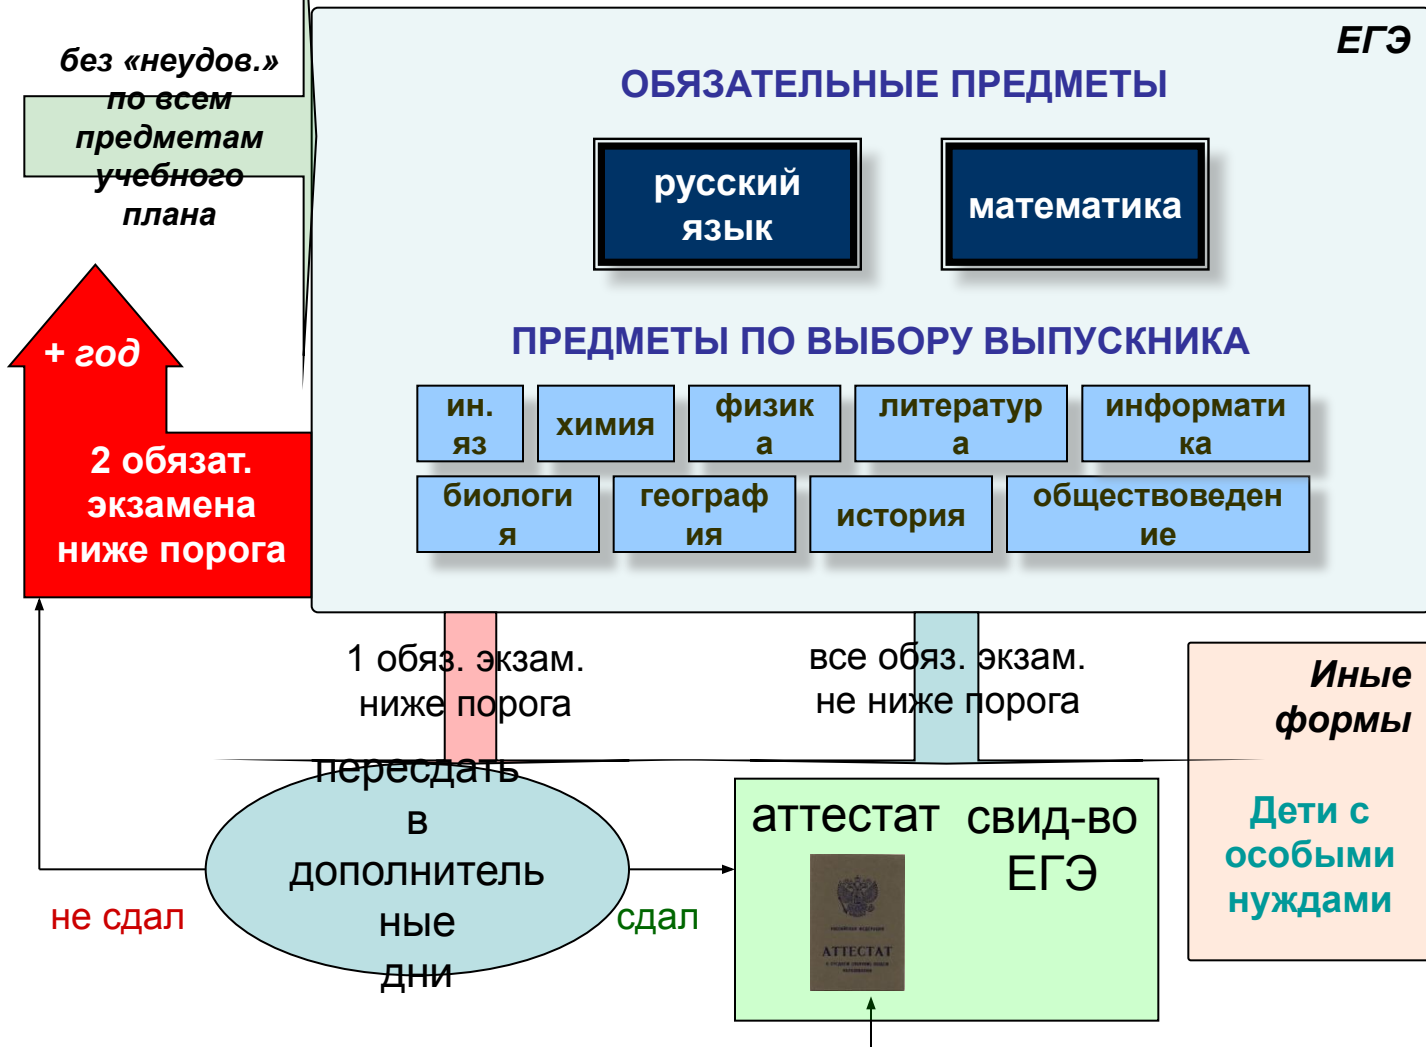 ЕГЭ
без «неудов.»
по всем
предметам
учебного
плана
ОБЯЗАТЕЛЬНЫЕ ПРЕДМЕТЫ
русский
язык
математика
ПРЕДМЕТЫ ПО ВЫБОРУ ВЫПУСКНИКА
ин.
яз
химия
физик
а
литератур
а
информати
ка
биологи
я
географ
ия
история
обществоведен
ие
+ год
2 обязат.
экзамена
ниже порога
1 обяз. экзам.
ниже порога
все обяз. экзам.
не ниже порога
Иные
формы
Дети с
особыми
нуждами
пересдать
в
дополнитель
ные
дни
не сдал
сдал
аттестат
свид-во
ЕГЭ
РОССИЙСКАЯ ФЕДЕРАЦИЯ
АТТЕСТАТ